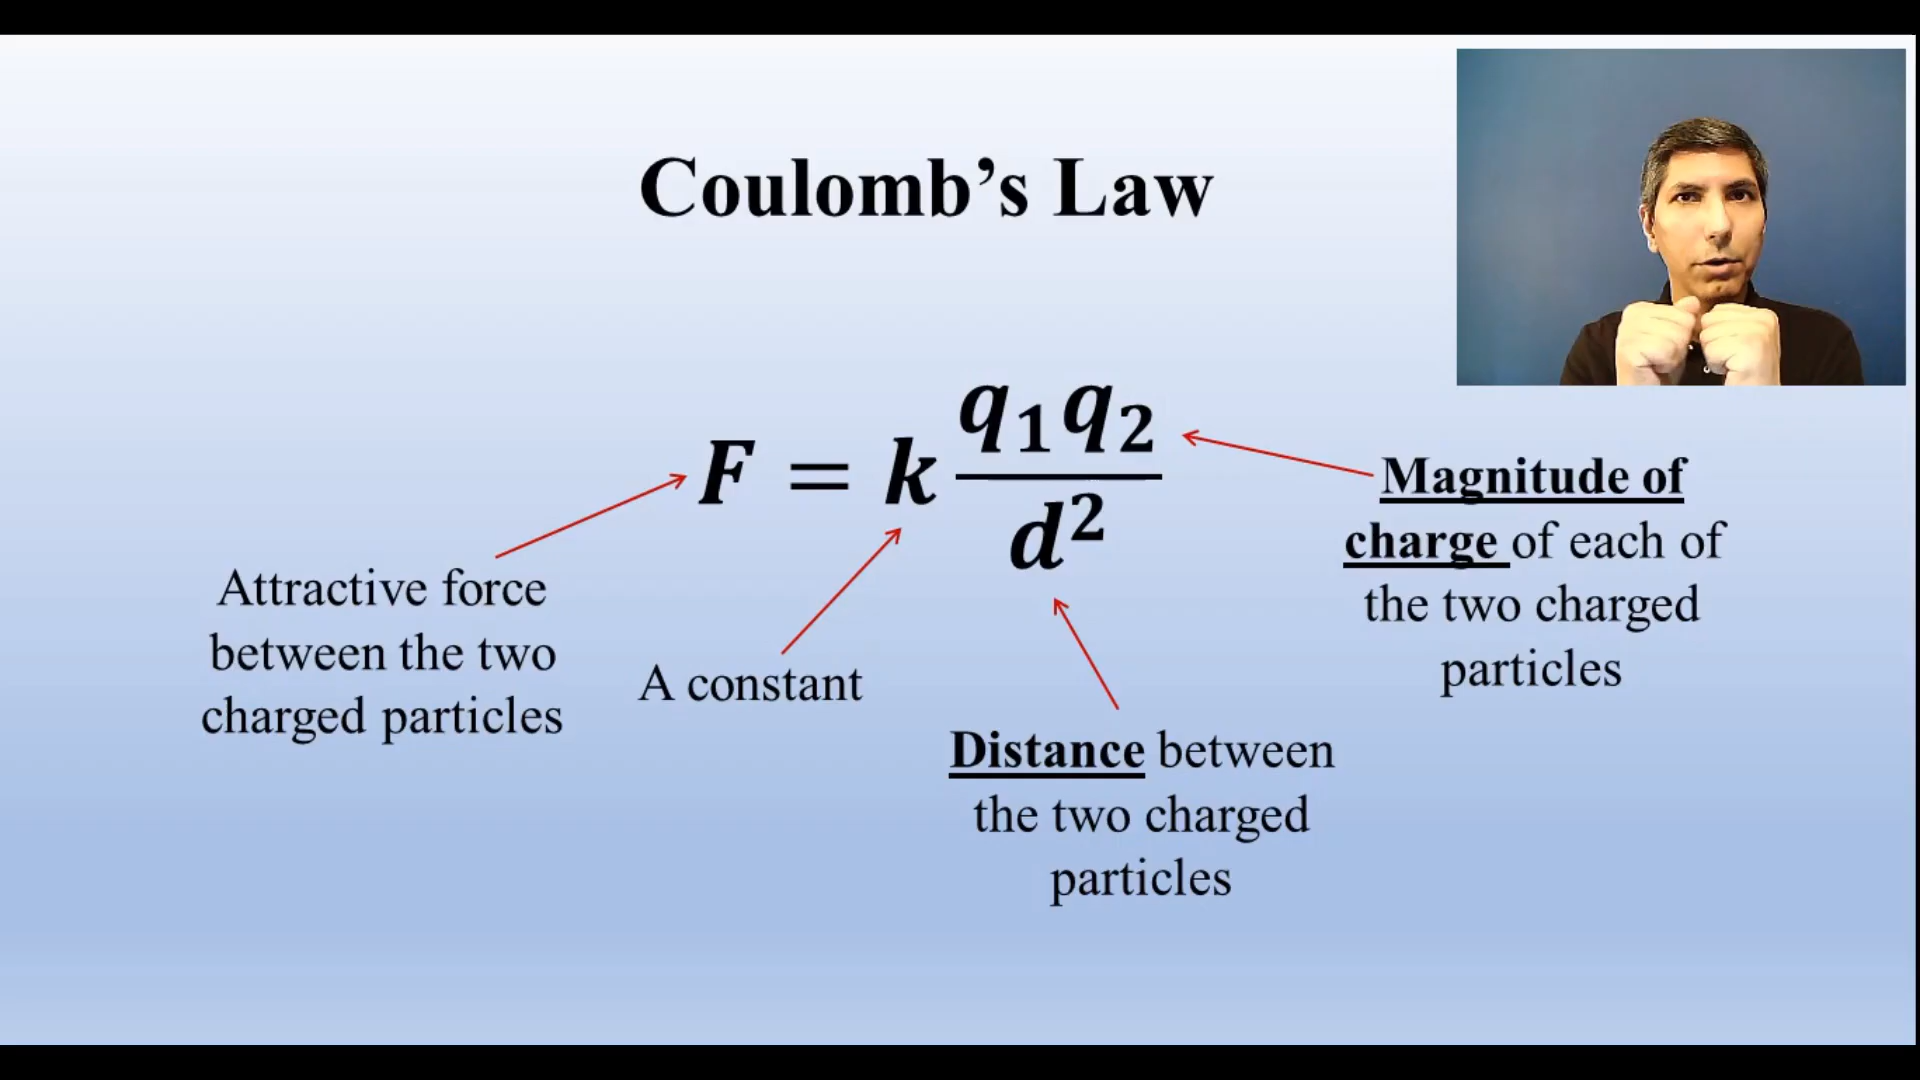 Coulomb’s Law
F = k q₁q₂ / d²
Attractive force
between the two
charged particles
A constant
Distance between
the two charged
particles
Magnitude of
charge of each of
the two charged
particles